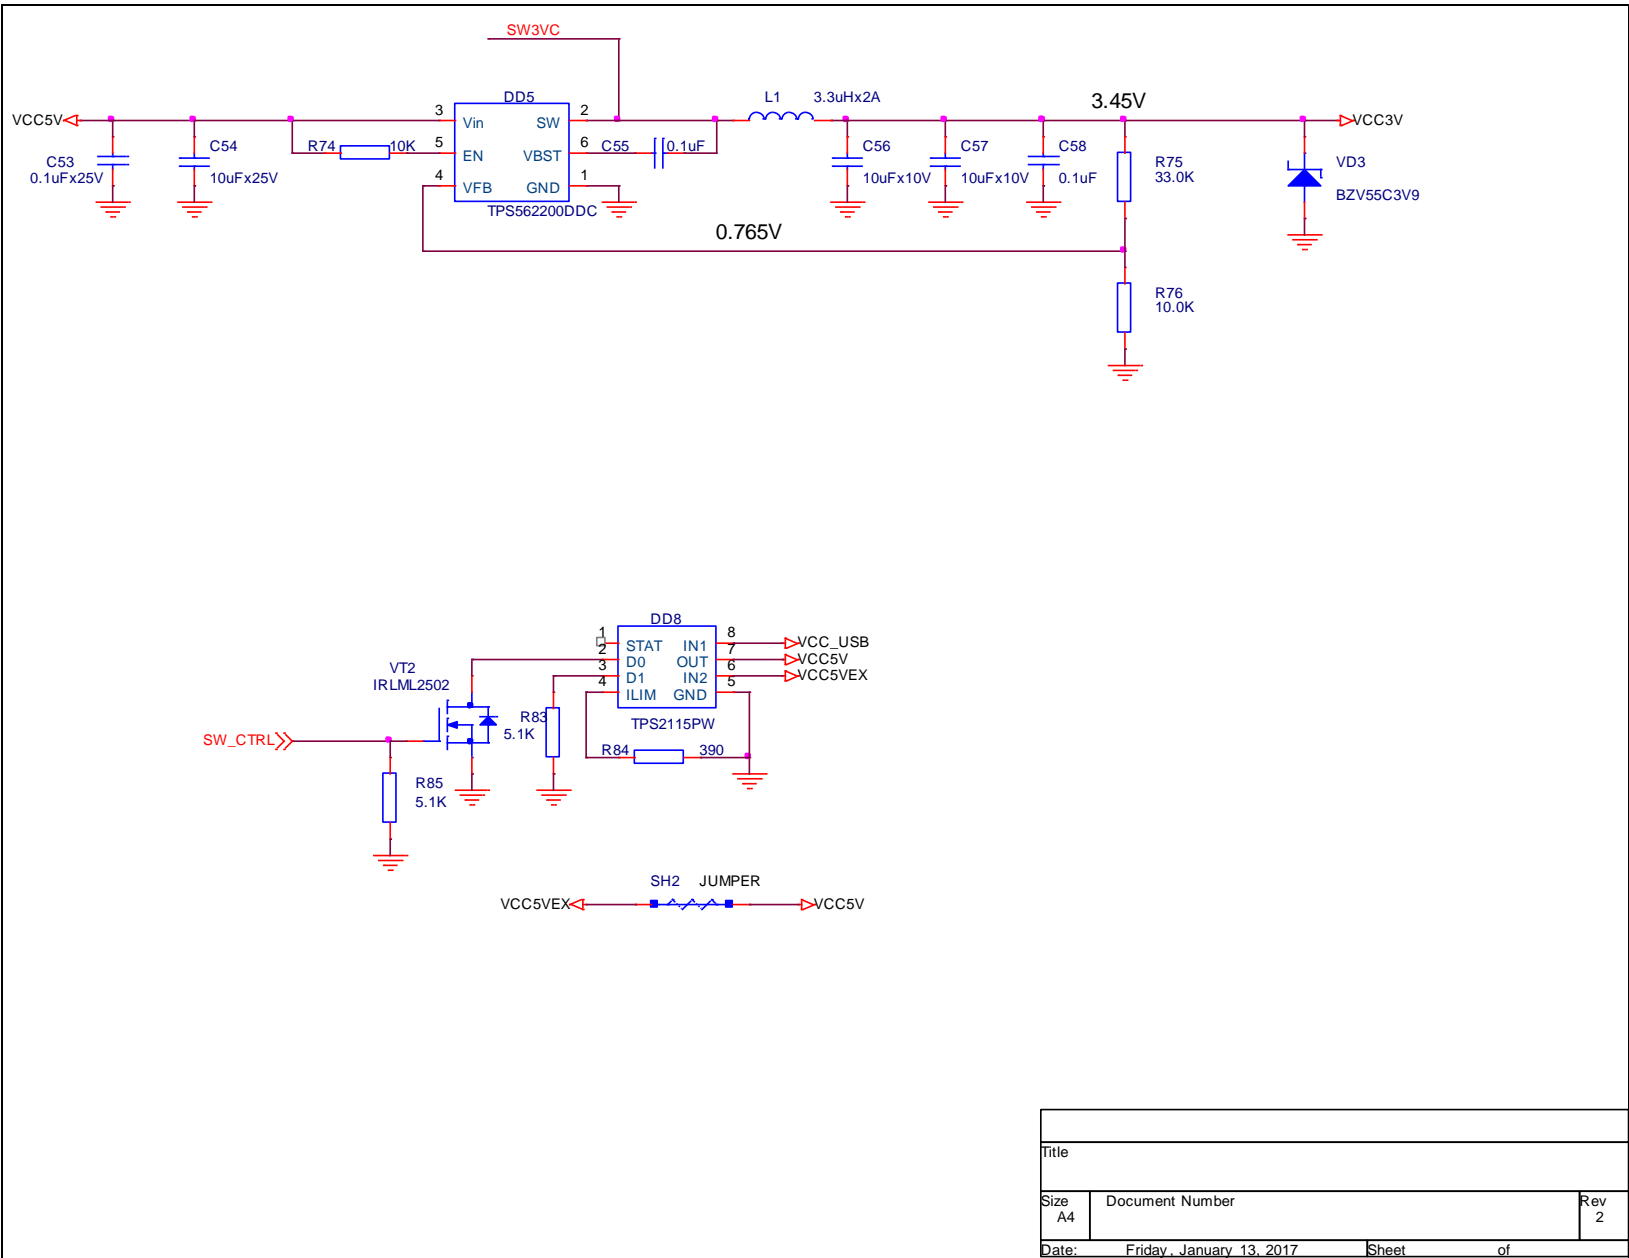 SW3VC
DD5
L1 3.3uHx2A
3.45V
VCC5V
3 Vin SW 2
VCC3V
R74 10K
5 EN VBST 6
C55 0.1uF
4 VFB GND 1
TPS562200DDC
C53
0.1uFx25V
C54
10uFx25V
C56
10uFx10V
C57
10uFx10V
C58
0.1uF
R75
33.0K
VD3
BZV55C3V9
0.765V
R76
10.0K
DD8
1 STAT IN1 8 VCC_USB
2 D0 OUT 7 VCC5V
3 D1 IN2 6 VCC5VEX
4 ILIM GND 5
TPS2115PW
VT2
IRLML2502
R83
5.1K
SW_CTRL
R84 390
R85
5.1K
SH2 JUMPER
VCC5VEX VCC5V
Title
Size Document Number Rev
A4 2
Date: Friday, January 13, 2017 Sheet of